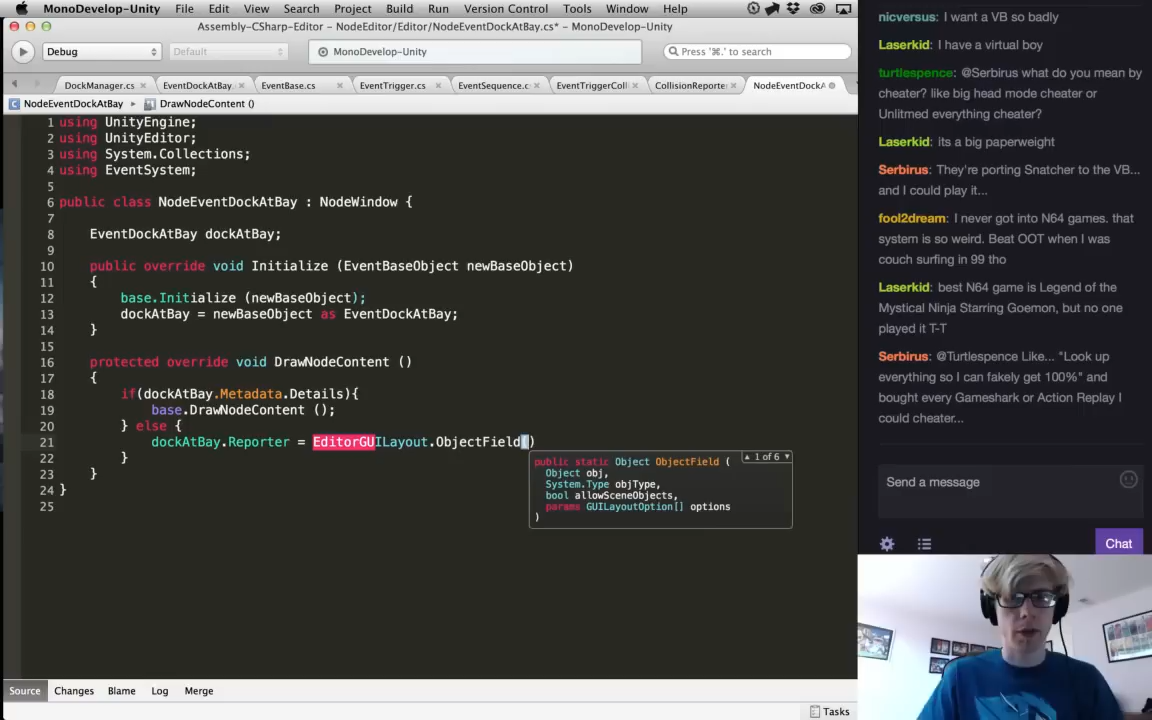 MonoDevelop-Unity File Edit View Search Project Build Run Version Control Tools Window Help
Assembly-CSharp-Editor – NodeEditor/Editor/NodeEventDockAtBay.cs* – MonoDevelop-Unity
Debug Default MonoDevelop-Unity Press '⌘.' to search
DockManager.cs EventDockAtBay. EventBase.cs EventTrigger.cs EventSequence.c EventTriggerColl CollisionReporte NodeEventDockA
NodeEventDockAtBay DrawNodeContent ()
1 using UnityEngine;
2 using UnityEditor;
3 using System.Collections;
4 using EventSystem;
5
6 public class NodeEventDockAtBay : NodeWindow {
7
8 EventDockAtBay dockAtBay;
9
10 public override void Initialize (EventBaseObject newBaseObject)
11 {
12 base.Initialize (newBaseObject);
13 dockAtBay = newBaseObject as EventDockAtBay;
14 }
15
16 protected override void DrawNodeContent ()
17 {
18 if(dockAtBay.Metadata.Details){
19 base.DrawNodeContent ();
20 } else {
21 dockAtBay.Reporter = EditorGUILayout.ObjectField()
22 }
23 }
24 }
25
▲ 1 of 6 ▼
public static Object ObjectField (
Object obj,
System.Type objType,
bool allowSceneObjects,
params GUILayoutOption[] options
)
Source Changes Blame Log Merge
Tasks
nicversus: I want a VB so badly
Laserkid: I have a virtual boy
turtlespence: @Serbirus what do you mean by
cheater? like big head mode cheater or
Unlitmed everything cheater?
Laserkid: its a big paperweight
Serbirus: They're porting Snatcher to the VB...
and I could play it...
fool2dream: I never got into N64 games. that
system is so weird. Beat OOT when I was
couch surfing in 99 tho
Laserkid: best N64 game is Legend of the
Mystical Ninja Starring Goemon, but no one
played it T-T
Serbirus: @Turtlespence Like... "Look up
everything so I can fakely get 100%" and
bought every Gameshark or Action Replay I
could cheater...
Send a message
Chat